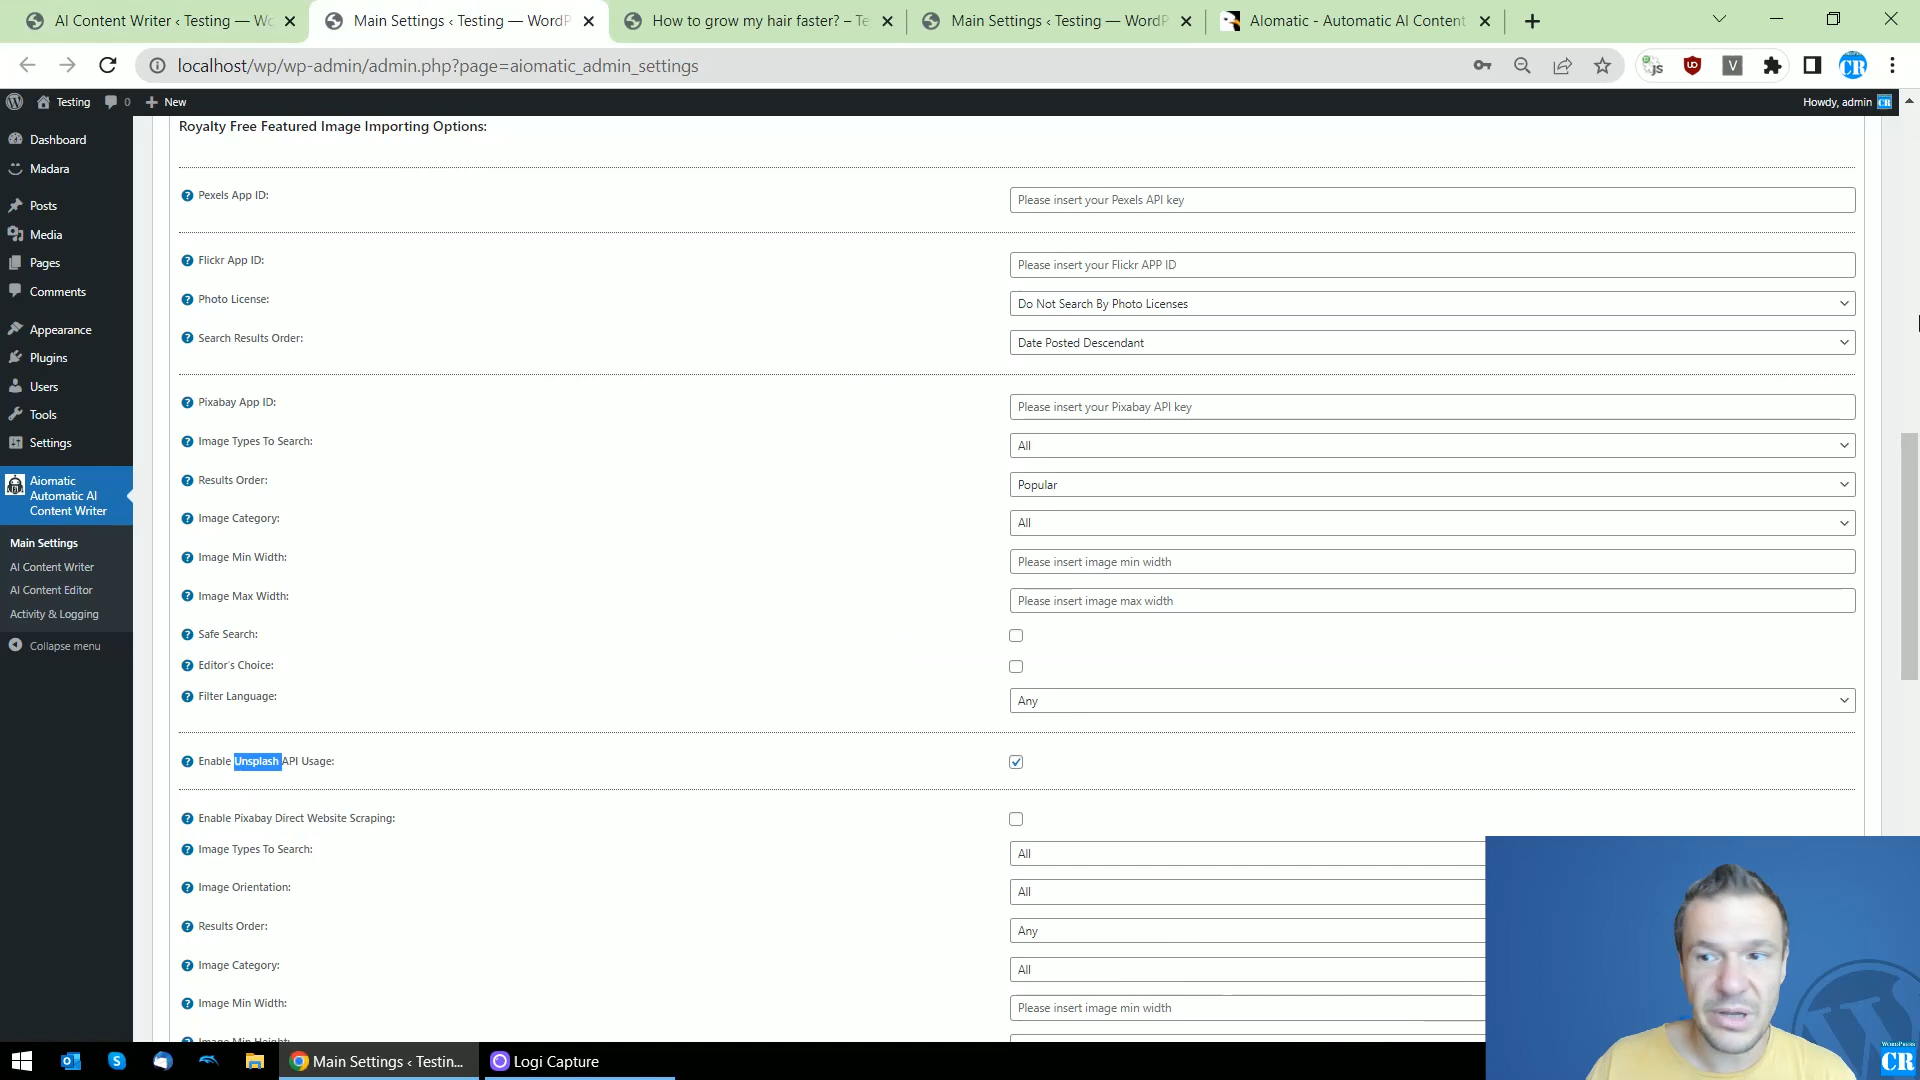 AI Content Writer ‹ Testing — Wo
Main Settings ‹ Testing — WordP
How to grow my hair faster? – Te
Main Settings ‹ Testing — WordP
AIomatic - Automatic AI Content
localhost/wp/wp-admin/admin.php?page=aiomatic_admin_settings
Testing
0
New
Howdy, admin
Dashboard
Madara
Posts
Media
Pages
Comments
Appearance
Plugins
Users
Tools
Settings
Aiomatic
Automatic AI
Content Writer
Main Settings
AI Content Writer
AI Content Editor
Activity & Logging
Collapse menu
Royalty Free Featured Image Importing Options:
Pexels App ID:
Please insert your Pexels API key
Flickr App ID:
Please insert your Flickr APP ID
Photo License:
Do Not Search By Photo Licenses
Search Results Order:
Date Posted Descendant
Pixabay App ID:
Please insert your Pixabay API key
Image Types To Search:
All
Results Order:
Popular
Image Category:
All
Image Min Width:
Please insert image min width
Image Max Width:
Please insert image max width
Safe Search:
Editor's Choice:
Filter Language:
Any
Enable Unsplash API Usage:
Enable Pixabay Direct Website Scraping:
Image Types To Search:
All
Image Orientation:
All
Results Order:
Any
Image Category:
All
Image Min Width:
Please insert image min width
Image Min Height:
Main Settings ‹ Testin...
Logi Capture
WORDPRESS
CR